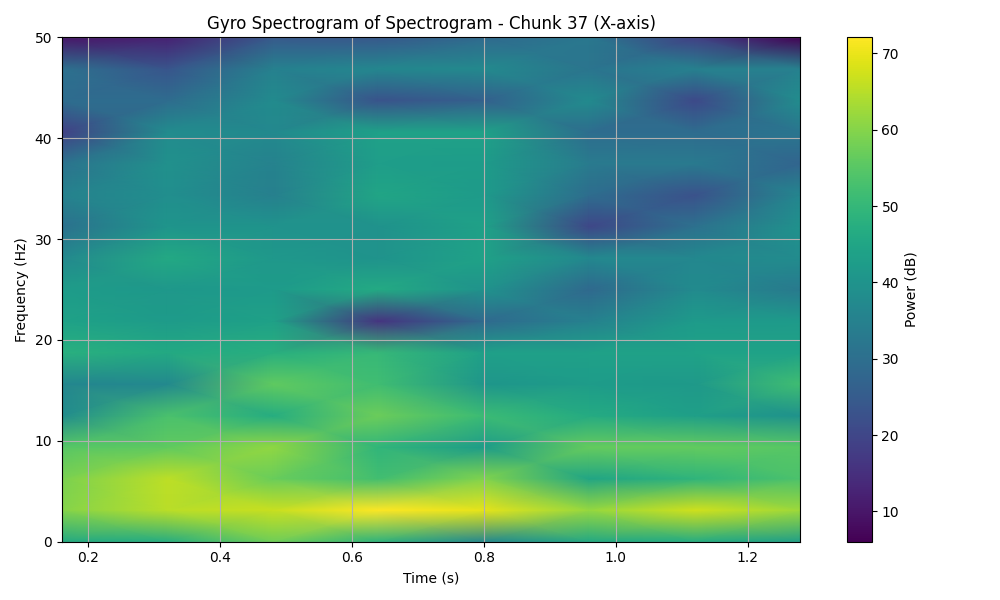 Gyro Spectrogram of Spectrogram - Chunk 37 (X-axis)
50
40
30
20
10
0
Frequency (Hz)
0.2 0.4 0.6 0.8 1.0 1.2
Time (s)
70
60
50
40
30
20
10
Power (dB)